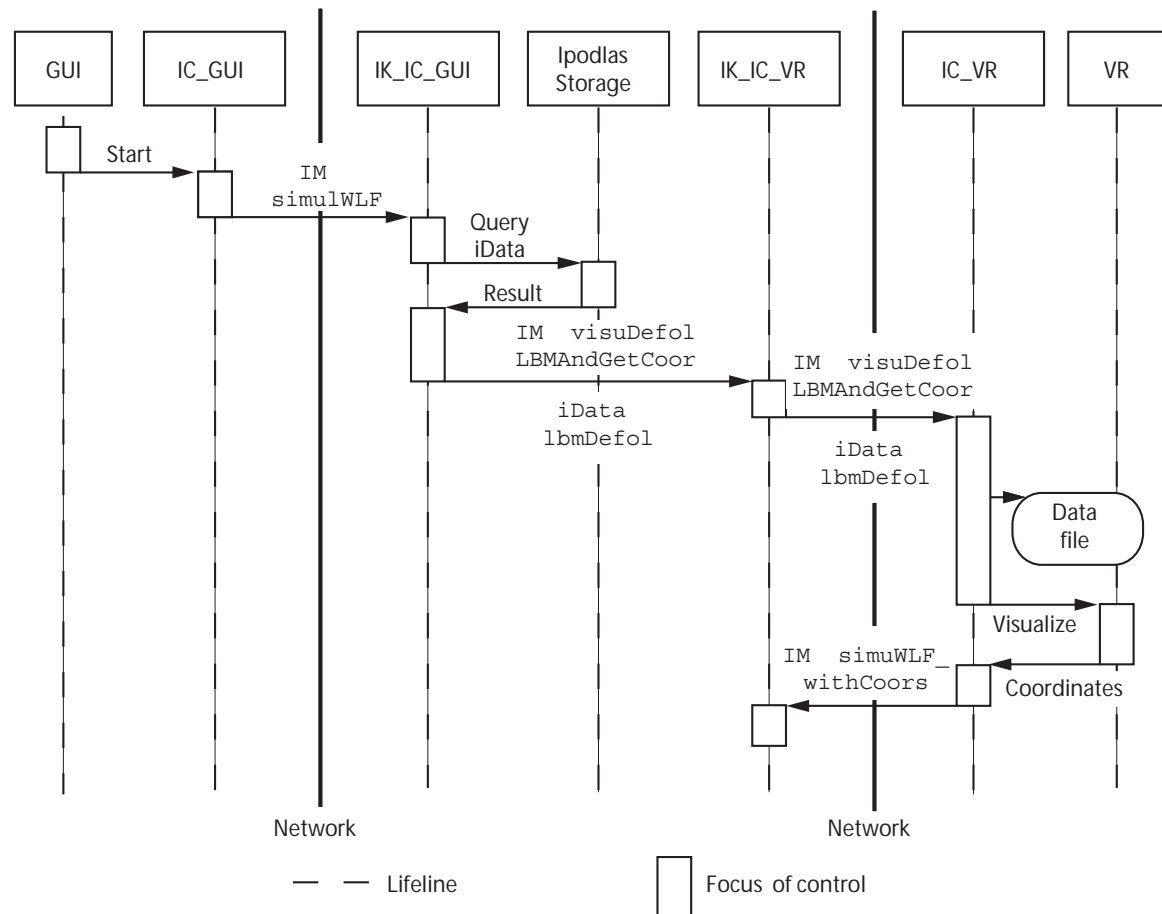 GUI
IC_GUI
IK_IC_GUI
Ipodlas
Storage
IK_IC_VR
IC_VR
VR
Start
IM
simulWLF
Query
iData
Result
IM visuDefol
LBMAndGetCoor
iData
lbmDefol
IM visuDefol
LBMAndGetCoor
iData
lbmDefol
Data
file
Visualize
IM simuWLF_
withCoors
Coordinates
Network
Network
Lifeline
Focus of control